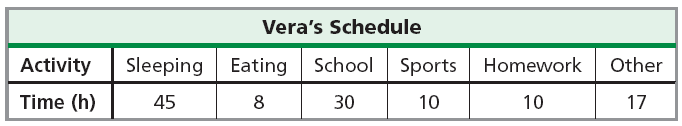 Vera's Schedule
Activity Sleeping Eating School Sports Homework Other
Time (h) 45 8 30 10 10 17